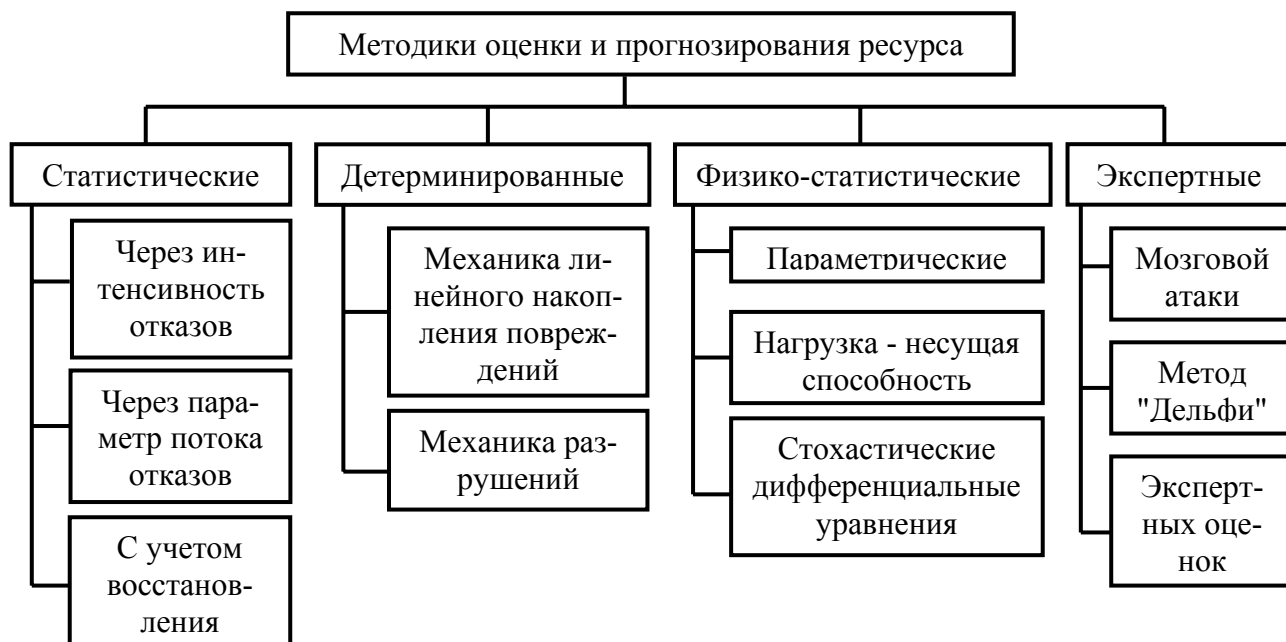 Методики оценки и прогнозирования ресурса
Статистические
Через ин-
тенсивность
отказов
Через пара-
метр потока
отказов
С учетом
восстанов-
ления
Детерминированные
Механика ли-
нейного накоп-
ления повреж-
дений
Механика раз-
рушений
Физико-статистические
Параметрические
Нагрузка - несущая
способность
Стохастические
дифференциальные
уравнения
Экспертные
Мозговой
атаки
Метод
"Дельфи"
Эксперт-
ных оце-
нок